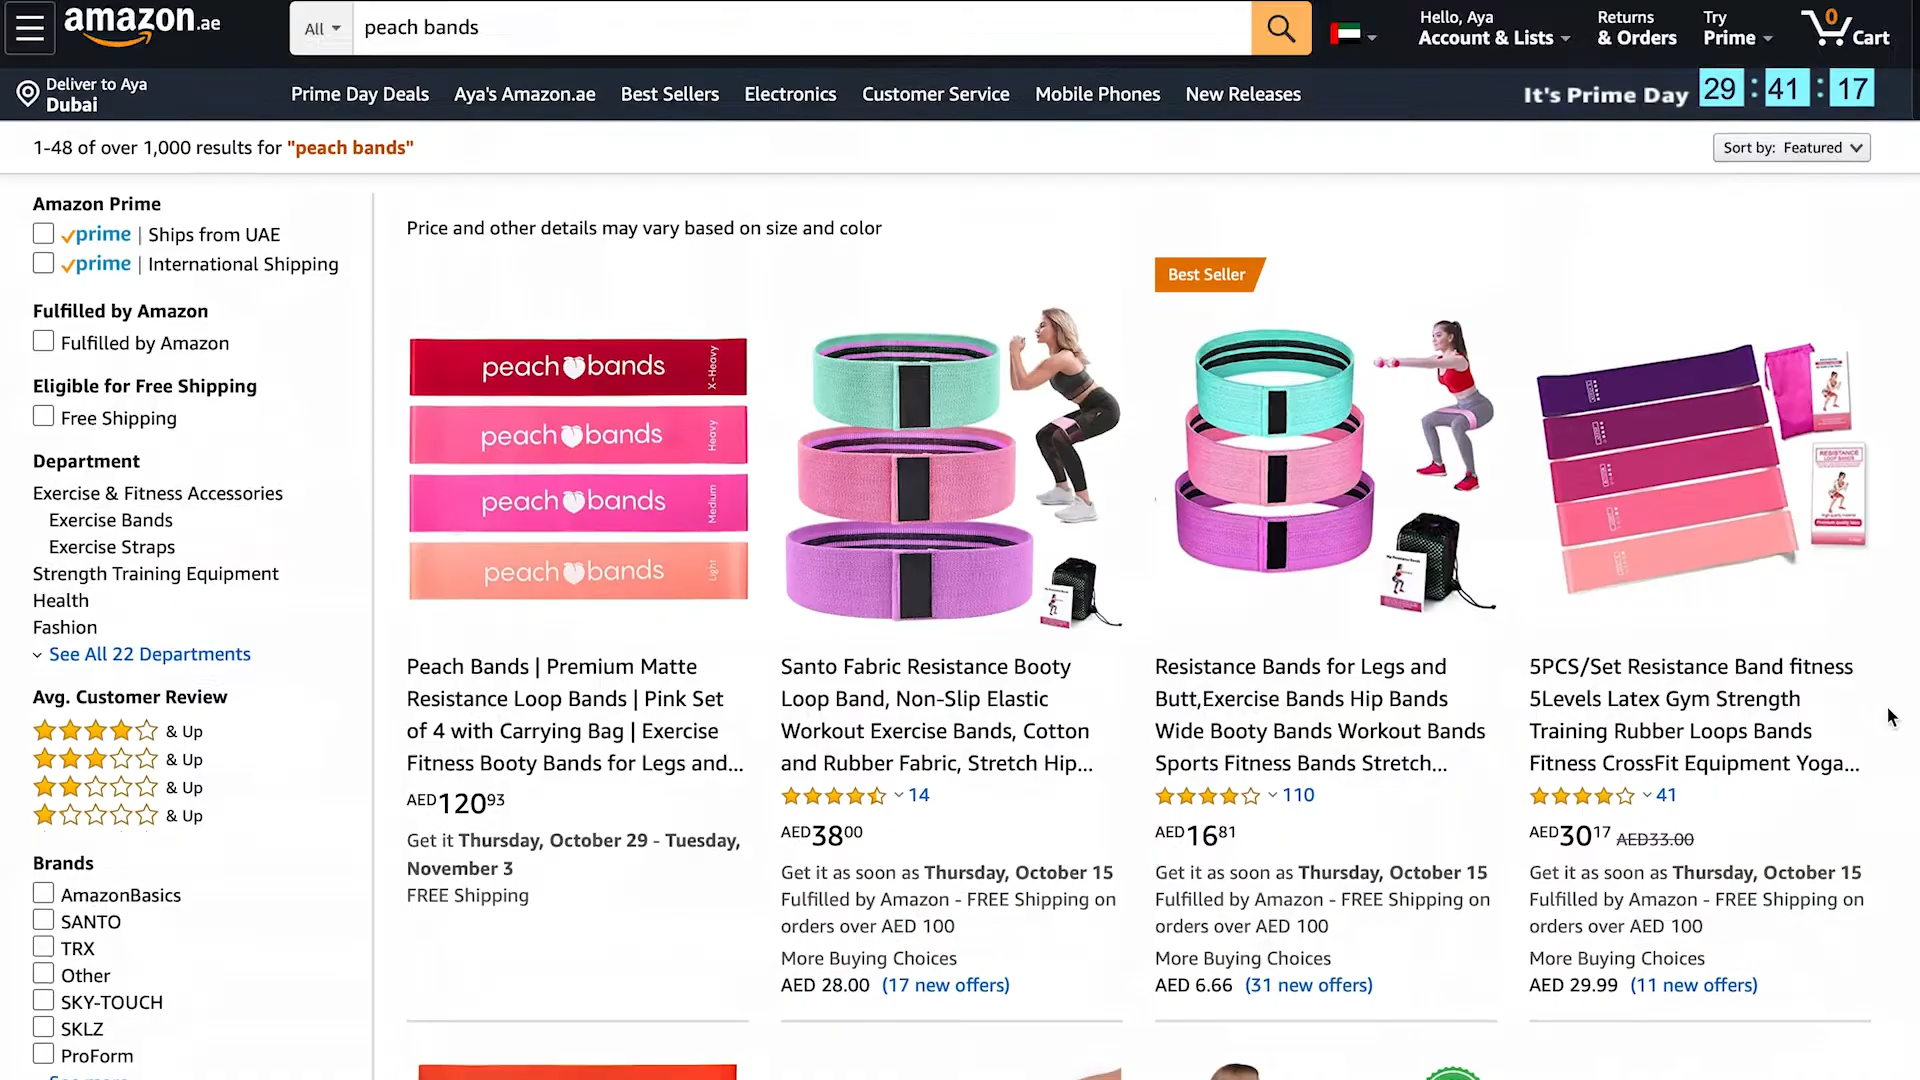 amazon.ae
All
peach bands
Hello, Aya
Account & Lists
Returns
& Orders
Try
Prime
0
Cart
Deliver to Aya
Dubai
Prime Day Deals
Aya's Amazon.ae
Best Sellers
Electronics
Customer Service
Mobile Phones
New Releases
It's Prime Day 29 : 41 : 17
1-48 of over 1,000 results for "peach bands"
Sort by: Featured
Amazon Prime
prime | Ships from UAE
prime | International Shipping
Fulfilled by Amazon
Fulfilled by Amazon
Eligible for Free Shipping
Free Shipping
Department
Exercise & Fitness Accessories
Exercise Bands
Exercise Straps
Strength Training Equipment
Health
Fashion
See All 22 Departments
Avg. Customer Review
& Up
& Up
& Up
& Up
Brands
AmazonBasics
SANTO
TRX
Other
SKY-TOUCH
SKLZ
ProForm
Price and other details may vary based on size and color
peach bands X-Heavy
peach bands Heavy
peach bands Medium
peach bands Light
Peach Bands | Premium Matte
Resistance Loop Bands | Pink Set
of 4 with Carrying Bag | Exercise
Fitness Booty Bands for Legs and...
AED12093
Get it Thursday, October 29 - Tuesday,
November 3
FREE Shipping
Santo Fabric Resistance Booty
Loop Band, Non-Slip Elastic
Workout Exercise Bands, Cotton
and Rubber Fabric, Stretch Hip...
14
AED3800
Get it as soon as Thursday, October 15
Fulfilled by Amazon - FREE Shipping on
orders over AED 100
More Buying Choices
AED 28.00 (17 new offers)
Best Seller
Resistance Bands for Legs and
Butt,Exercise Bands Hip Bands
Wide Booty Bands Workout Bands
Sports Fitness Bands Stretch...
110
AED1681
Get it as soon as Thursday, October 15
Fulfilled by Amazon - FREE Shipping on
orders over AED 100
More Buying Choices
AED 6.66 (31 new offers)
RESISTANCE
LOOP BANDS
5PCS/Set Resistance Band fitness
5Levels Latex Gym Strength
Training Rubber Loops Bands
Fitness CrossFit Equipment Yoga...
41
AED3017 AED33.00
Get it as soon as Thursday, October 15
Fulfilled by Amazon - FREE Shipping on
orders over AED 100
More Buying Choices
AED 29.99 (11 new offers)